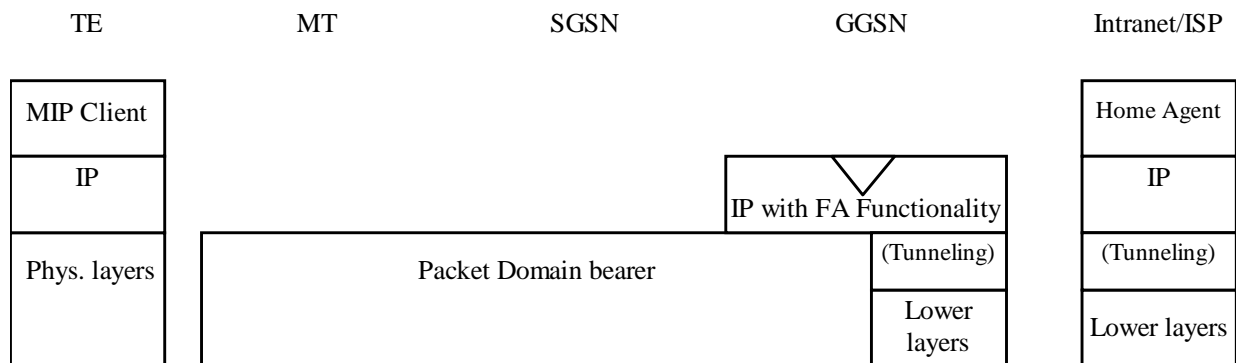 TE MT SGSN GGSN Intranet/ISP
MIP Client Home Agent
IP IP
IP with FA Functionality
Phys. layers Packet Domain bearer (Tunneling) (Tunneling)
Lower
layers Lower layers